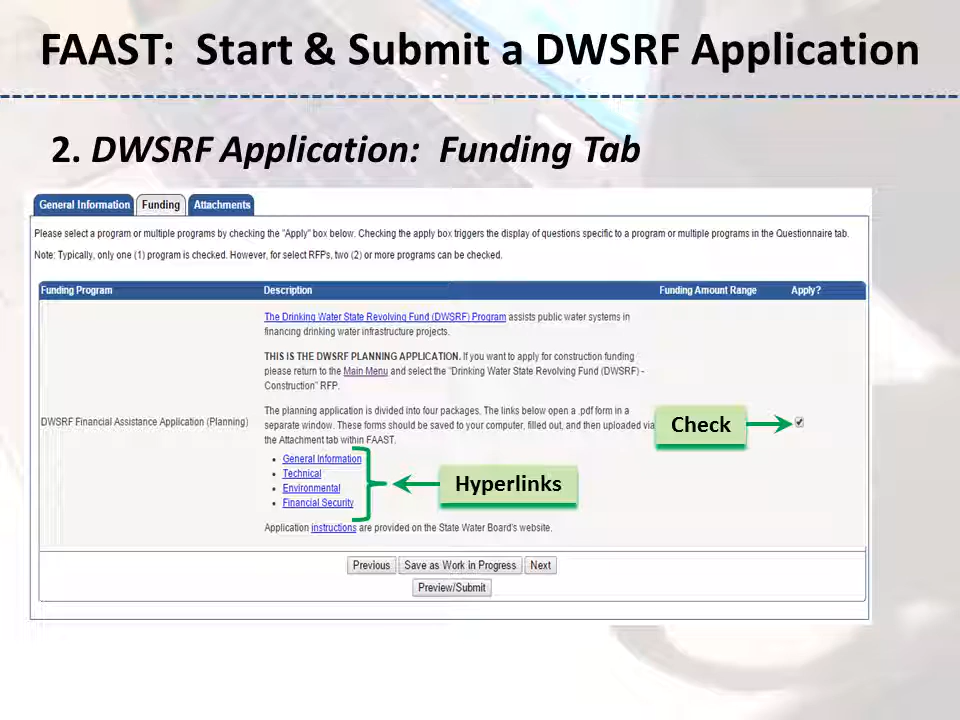 FAAST: Start & Submit a DWSRF Application
2. DWSRF Application: Funding Tab
General Information
Funding
Attachments
Please select a program or multiple programs by checking the "Apply" box below. Checking the apply box triggers the display of questions specific to a program or multiple programs in the Questionnaire tab.
Note: Typically, only one (1) program is checked. However, for select RFPs, two (2) or more programs can be checked.
Funding Program Description Funding Amount Range Apply?
The Drinking Water State Revolving Fund (DWSRF) Program assists public water systems in
financing drinking water infrastructure projects.
THIS IS THE DWSRF PLANNING APPLICATION. If you want to apply for construction funding
please return to the Main Menu and select the "Drinking Water State Revolving Fund (DWSRF) -
Construction" RFP.
DWSRF Financial Assistance Application (Planning)
The planning application is divided into four packages. The links below open a .pdf form in a
separate window. These forms should be saved to your computer, filled out, and then uploaded via
the Attachment tab within FAAST.
Check
• General Information
• Technical
• Environmental
• Financial Security
Hyperlinks
Application instructions are provided on the State Water Board's website.
Previous
Save as Work in Progress
Next
Preview/Submit